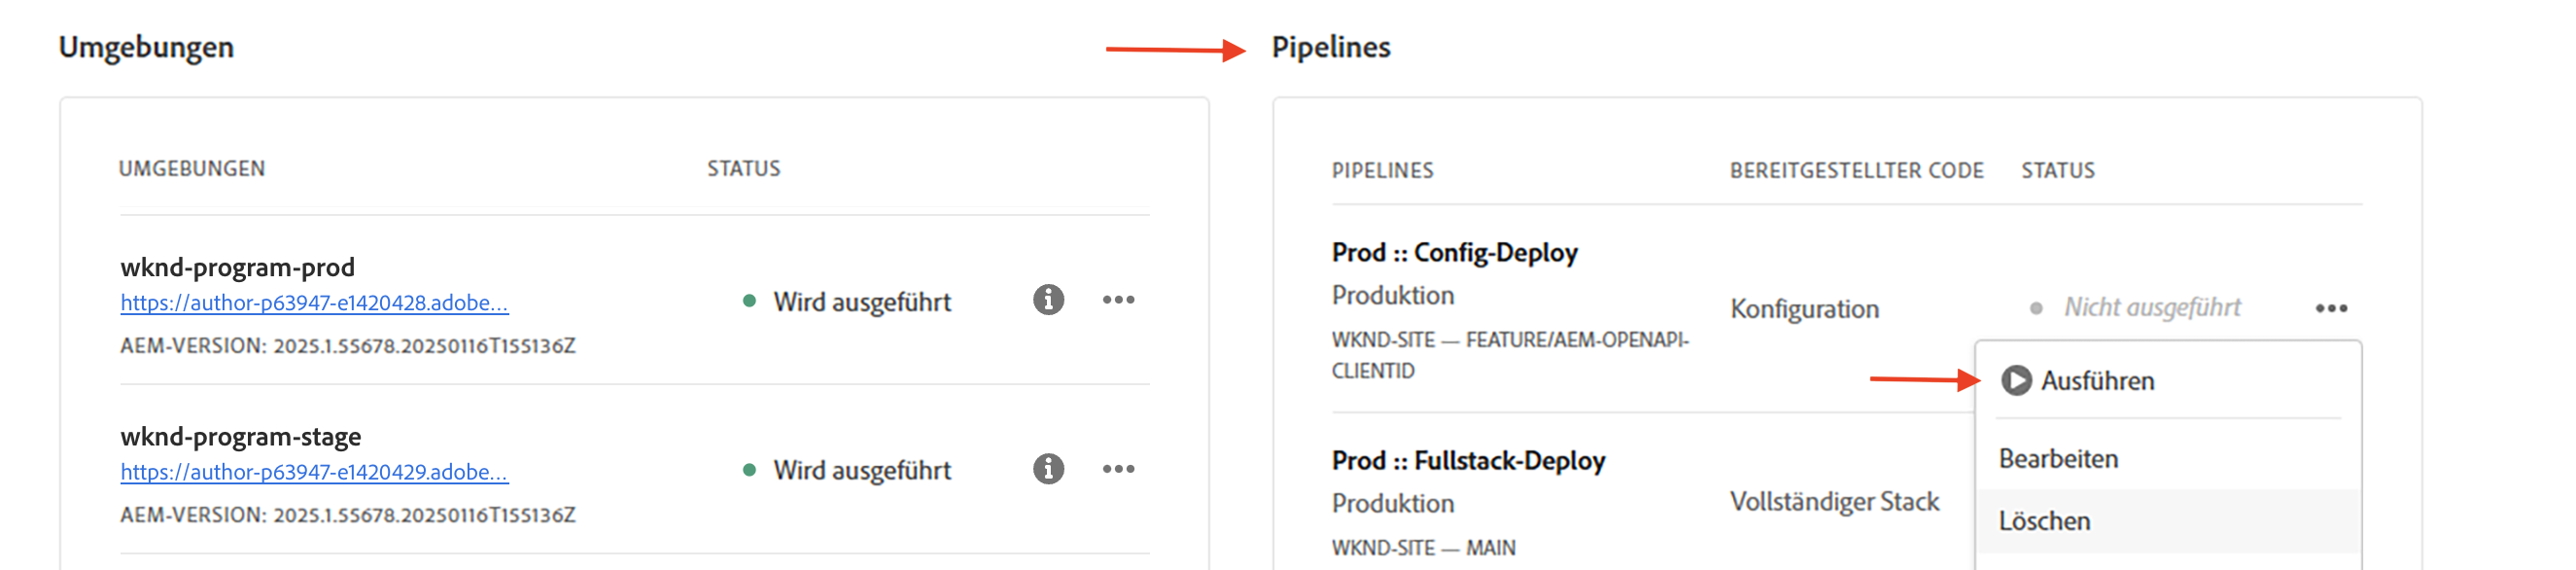 Umgebungen
UMGEBUNGEN STATUS
wknd-program-prod
https://author-p63947-e1420428.adobe...
Wird ausgeführt
AEM-VERSION: 2025.1.55678.20250116T155136Z
wknd-program-stage
https://author-p63947-e1420429.adobe...
Wird ausgeführt
AEM-VERSION: 2025.1.55678.20250116T155136Z
Pipelines
PIPELINES BEREITGESTELLTER CODE STATUS
Prod :: Config-Deploy
Produktion
Konfiguration
Nicht ausgeführt
WKND-SITE — FEATURE/AEM-OPENAPI-
CLIENTID
Prod :: Fullstack-Deploy
Produktion
Vollständiger Stack
WKND-SITE — MAIN
Ausführen
Bearbeiten
Löschen